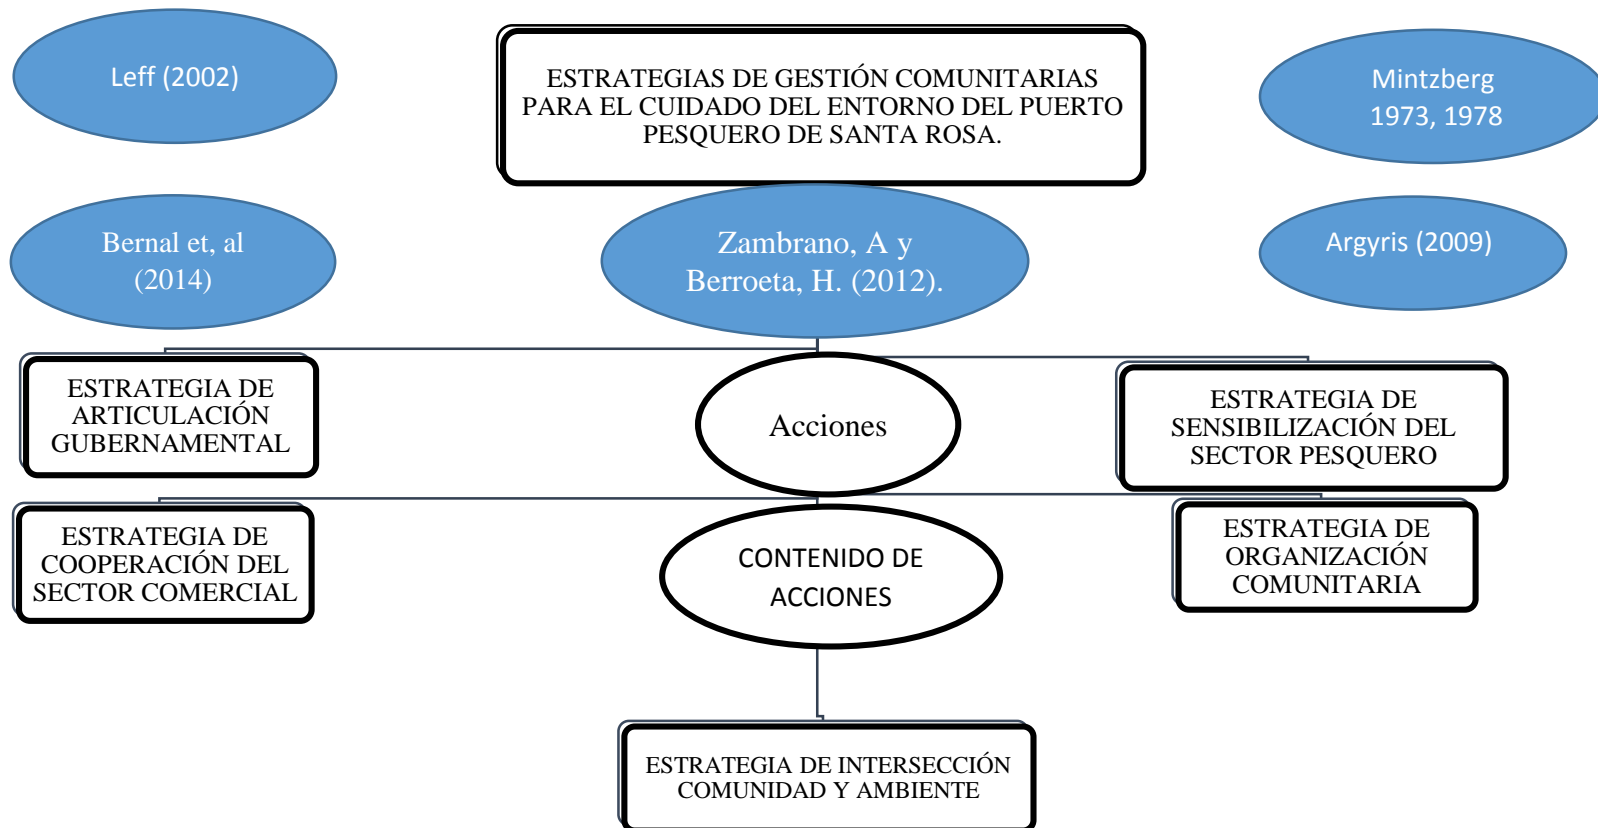 Leff (2002)
ESTRATEGIAS DE GESTIÓN COMUNITARIAS
PARA EL CUIDADO DEL ENTORNO DEL PUERTO
PESQUERO DE SANTA ROSA.
Mintzberg
1973, 1978
Bernal et, al
(2014)
Zambrano, A y
Berroeta, H. (2012).
Argyris (2009)
ESTRATEGIA DE
ARTICULACIÓN
GUBERNAMENTAL
Acciones
ESTRATEGIA DE
SENSIBILIZACIÓN DEL
SECTOR PESQUERO
ESTRATEGIA DE
COOPERACIÓN DEL
SECTOR COMERCIAL
CONTENIDO DE
ACCIONES
ESTRATEGIA DE
ORGANIZACIÓN
COMUNITARIA
ESTRATEGIA DE INTERSECCIÓN
COMUNIDAD Y AMBIENTE